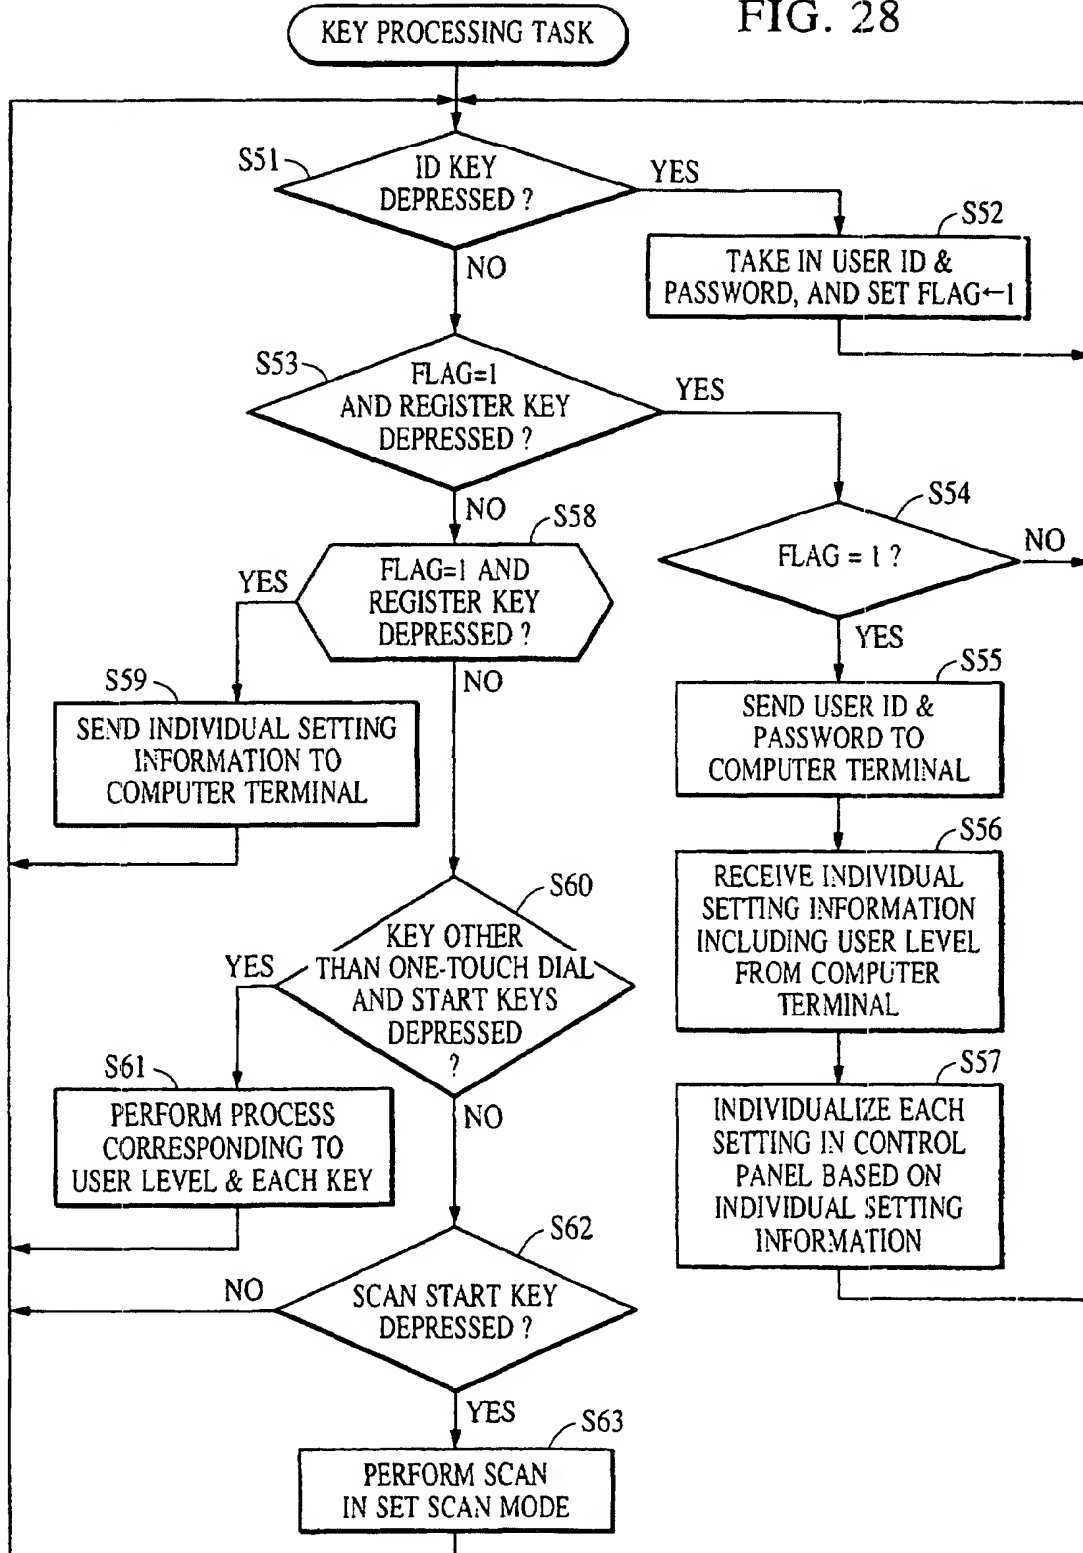 FIG. 28
KEY PROCESSING TASK
S51
ID KEY
DEPRESSED ?
YES
NO
S52
TAKE IN USER ID &
PASSWORD, AND SET FLAG←1
S53
FLAG=1
AND REGISTER KEY
DEPRESSED ?
YES
NO
S54
FLAG = 1 ?
NO
YES
S58
FLAG=1 AND
REGISTER KEY
DEPRESSED ?
YES
NO
S59
SEND INDIVIDUAL SETTING
INFORMATION TO
COMPUTER TERMINAL
S55
SEND USER ID &
PASSWORD TO
COMPUTER TERMINAL
S56
RECEIVE INDIVIDUAL
SETTING INFORMATION
INCLUDING USER LEVEL
FROM COMPUTER
TERMINAL
S60
KEY OTHER
THAN ONE-TOUCH DIAL
AND START KEYS
DEPRESSED
?
YES
NO
S61
PERFORM PROCESS
CORRESPONDING TO
USER LEVEL & EACH KEY
S57
INDIVIDUALIZE EACH
SETTING IN CONTROL
PANEL BASED ON
INDIVIDUAL SETTING
INFORMATION
S62
SCAN START KEY
DEPRESSED ?
NO
YES
S63
PERFORM SCAN
IN SET SCAN MODE